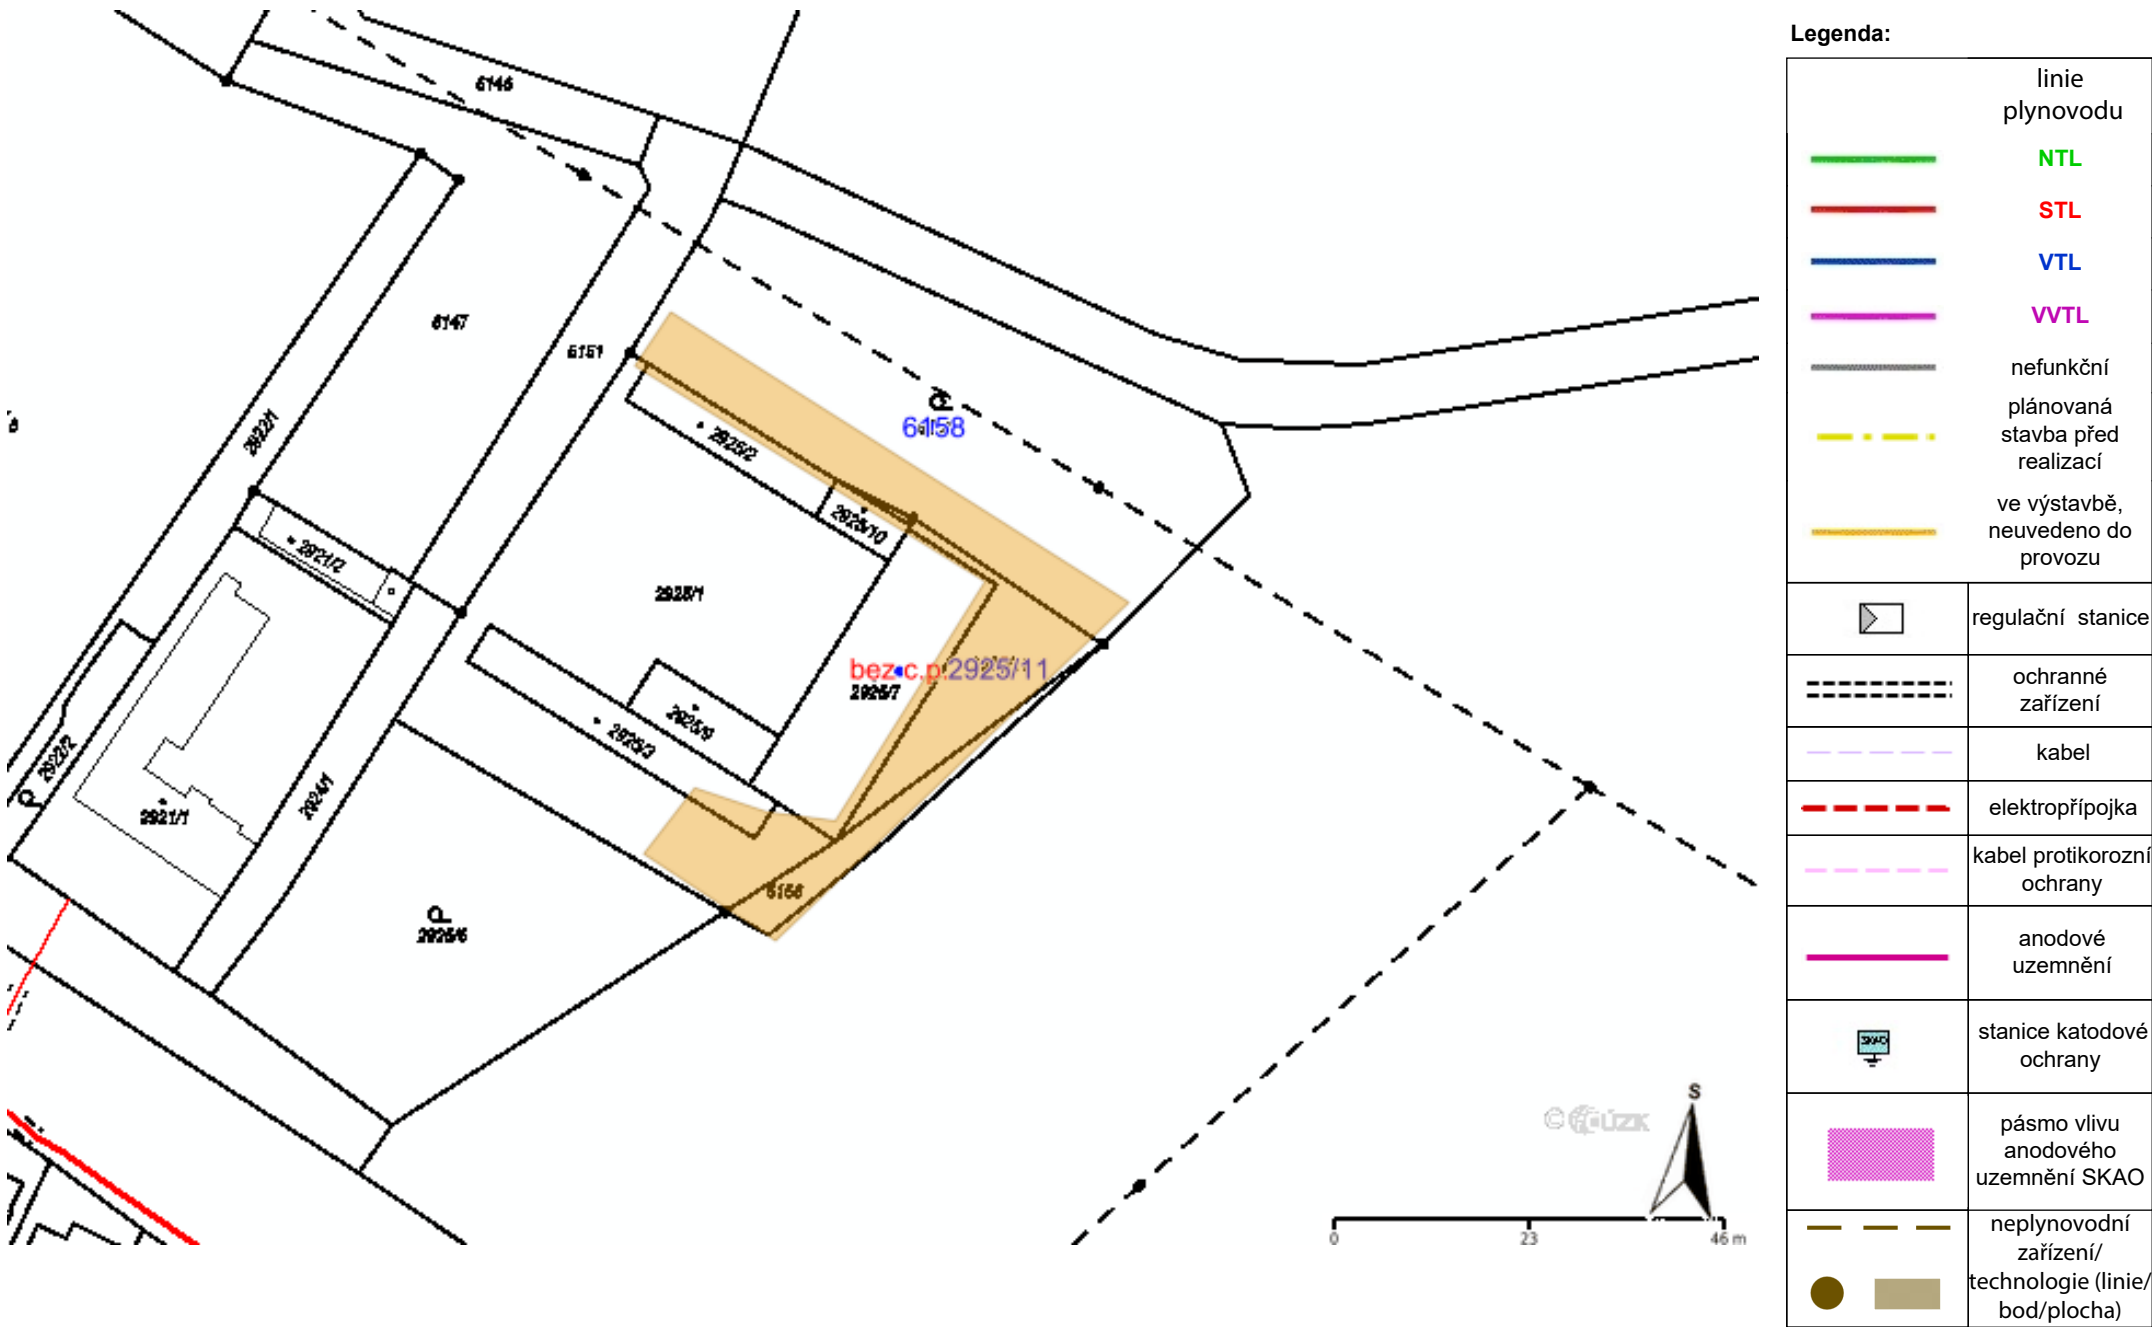 Legenda:
linie
plynovodu
NTL
STL
VTL
VVTL
nefunkční
plánovaná
stavba před
realizací
ve výstavbě,
neuvedeno do
provozu
regulační stanice
ochranné
zařízení
kabel
elektropřípojka
kabel protikorozní
ochrany
anodové
uzemnění
SKAO
stanice katodové
ochrany
pásmo vlivu
anodového
uzemnění SKAO
neplynovodní
zařízení/
technologie (linie/
bod/plocha)
6146
6147
6151
2922/1
6158
2925/2
2925/10
2921/2
2925/1
bez č.p.2925/11
2925/7
2925/9
2925/3
2922/2
2921/1
2924/1
6156
2925/6
S
© ČÚZK
0
23
46 m